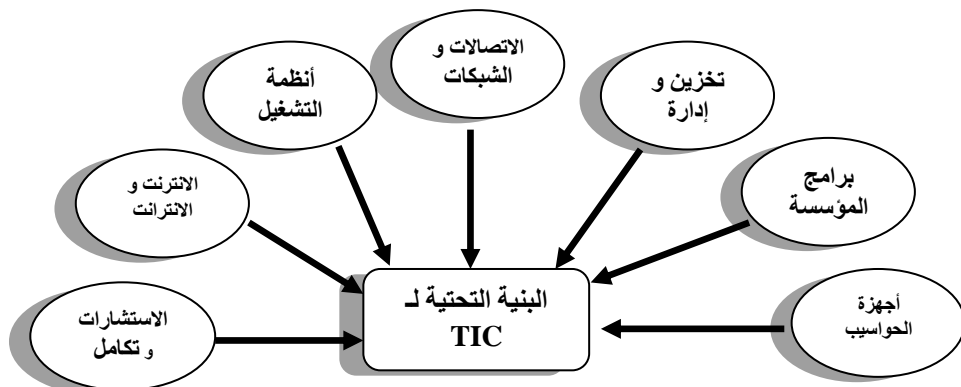 الاتصالات و
الشبكات
تخزين و
إدارة
أنظمة
التشغيل
برامج
المؤسسة
الانترنت و
الانترانت
أجهزة
الحواسيب
البنية التحتية لـ
TIC
الاستشارات
و تكامل